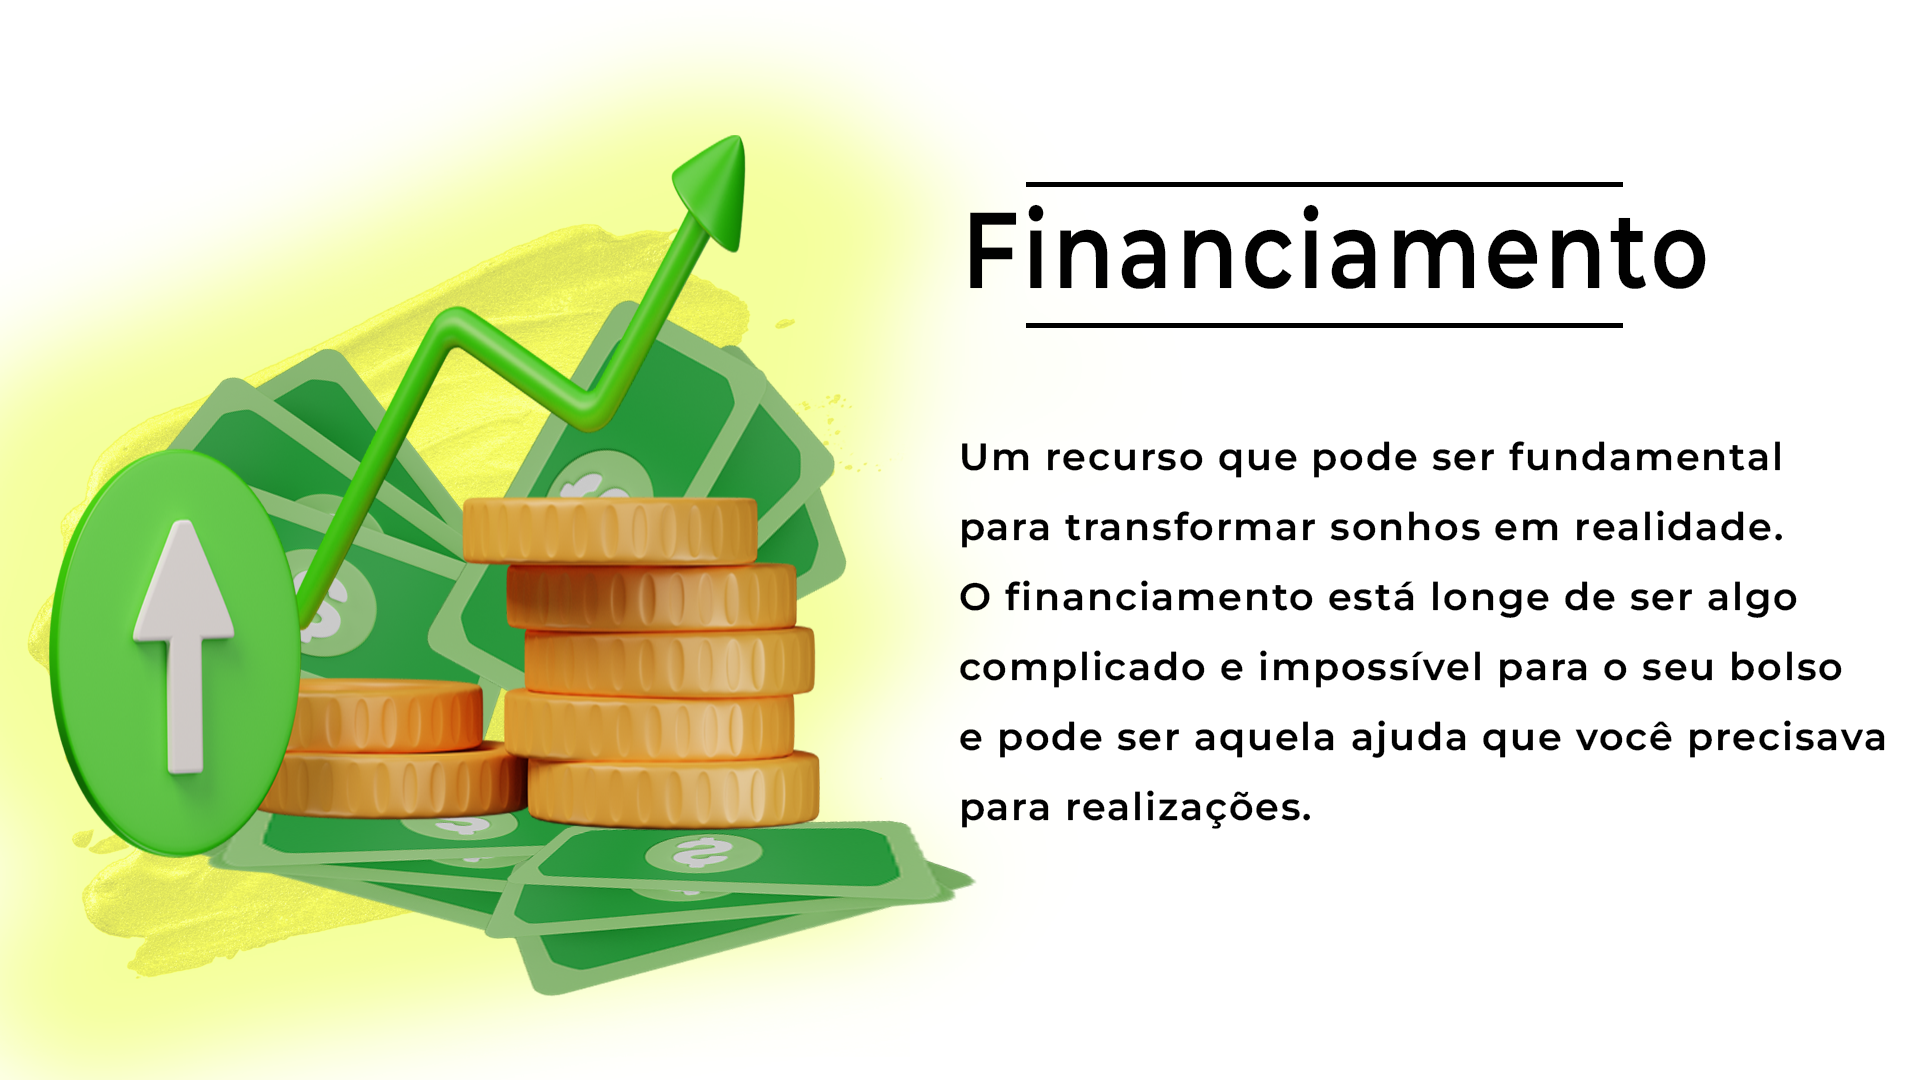 Financiamento
Um recurso que pode ser fundamental
para transformar sonhos em realidade.
O financiamento está longe de ser algo
complicado e impossível para o seu bolso
e pode ser aquela ajuda que você precisava
para realizações.